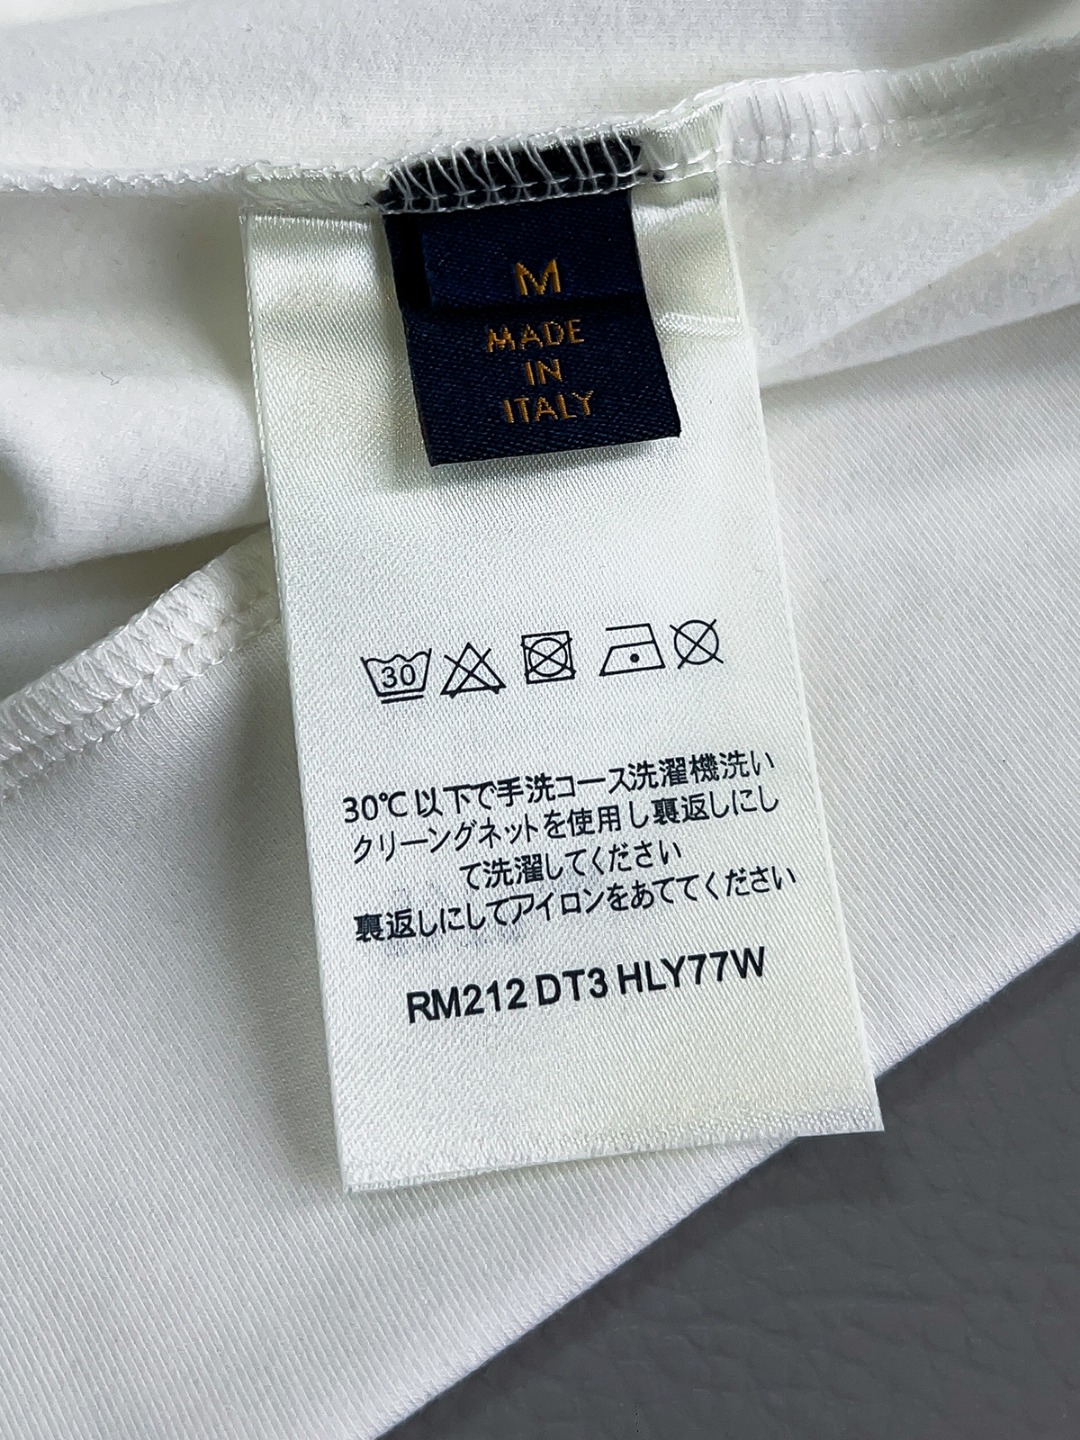 M
MADE
IN
ITALY
30
30℃以下で手洗コース洗濯機洗い
クリーングネットを使用し裏返しにし
て洗濯してください
裏返しにしてアイロンをあててください
RM212 DT3 HLY77W